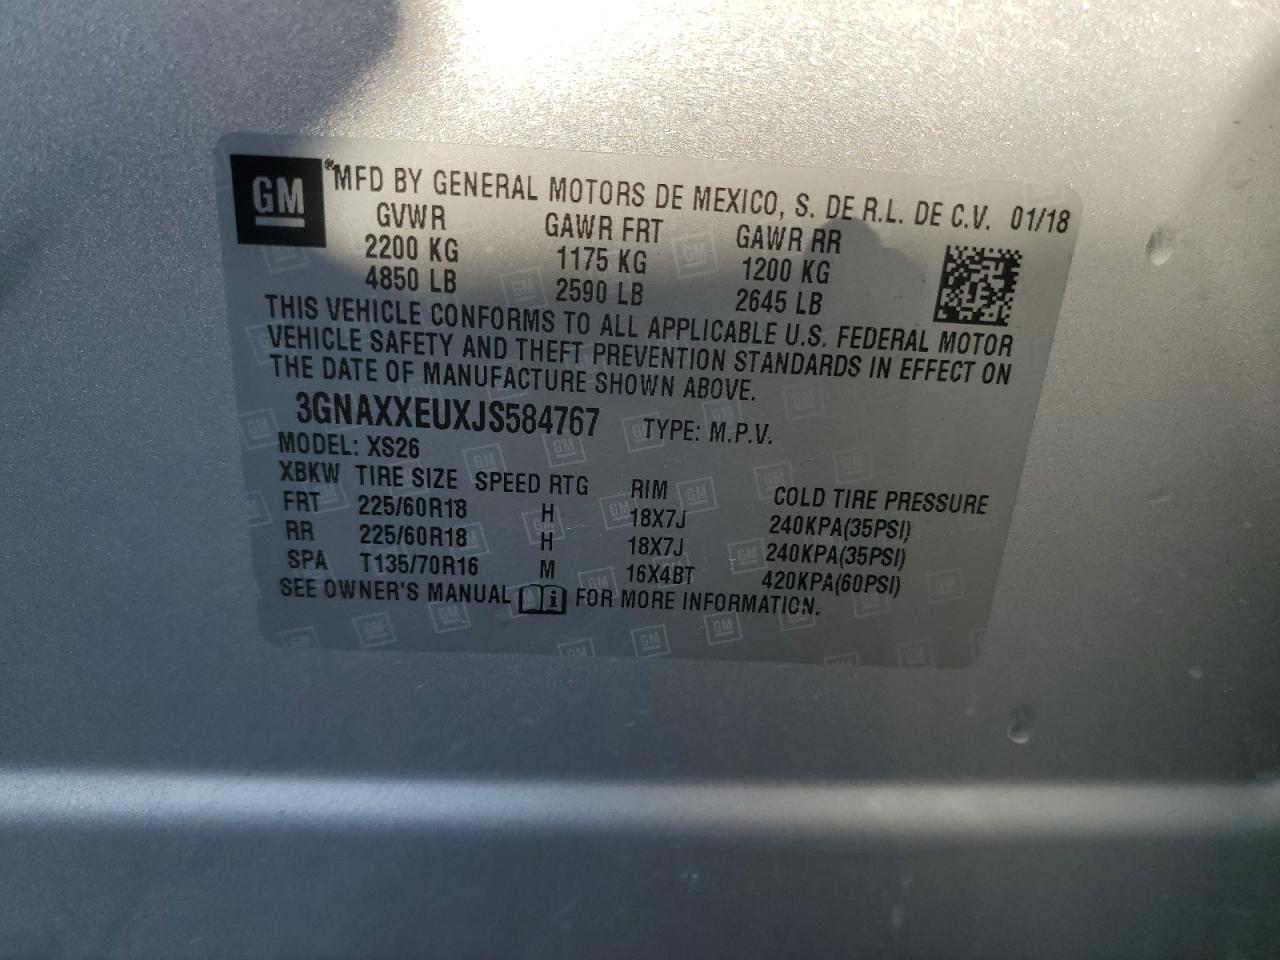 GM ® MFD BY GENERAL MOTORS DE MEXICO, S. DE R.L. DE C.V. 01/18
GVWR GAWR FRT GAWR RR
2200 KG 1175 KG 1200 KG
4850 LB 2590 LB 2645 LB
THIS VEHICLE CONFORMS TO ALL APPLICABLE U.S. FEDERAL MOTOR
VEHICLE SAFETY AND THEFT PREVENTION STANDARDS IN EFFECT ON
THE DATE OF MANUFACTURE SHOWN ABOVE.
3GNAXXEUXJS584767 TYPE: M.P.V.
MODEL: XS26
XBKW TIRE SIZE SPEED RTG RIM COLD TIRE PRESSURE
FRT 225/60R18 H 18X7J 240KPA(35PSI)
RR 225/60R18 H 18X7J 240KPA(35PSI)
SPA T135/70R16 M 16X4BT 420KPA(60PSI)
SEE OWNER'S MANUAL i FOR MORE INFORMATION.